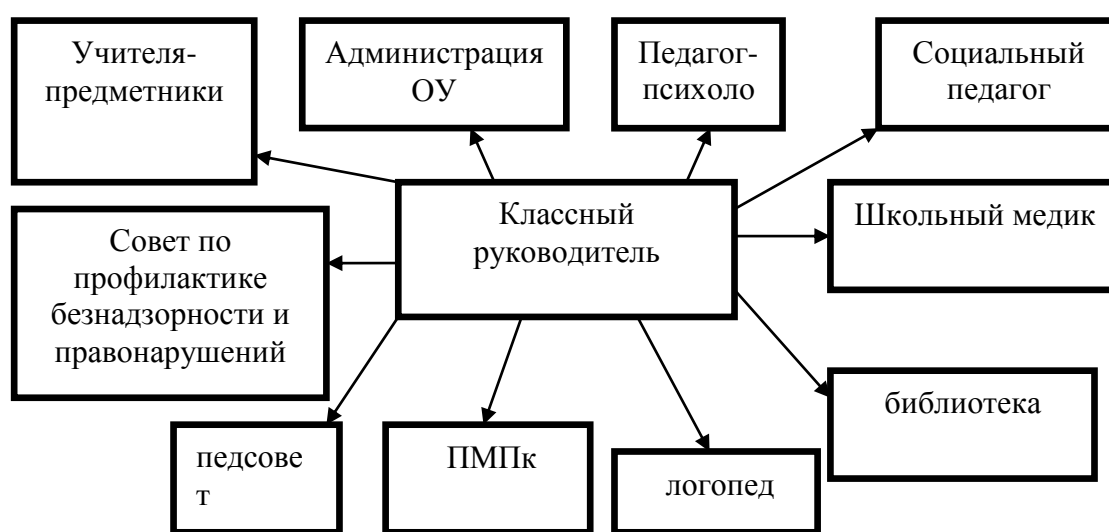 Учителя-
предметники
Администрация
ОУ
Педагог-
психоло
Социальный
педагог
Классный
руководитель
Школьный медик
Совет по
профилактике
безнадзорности и
правонарушений
библиотека
педсове
т
ПМПк
логопед